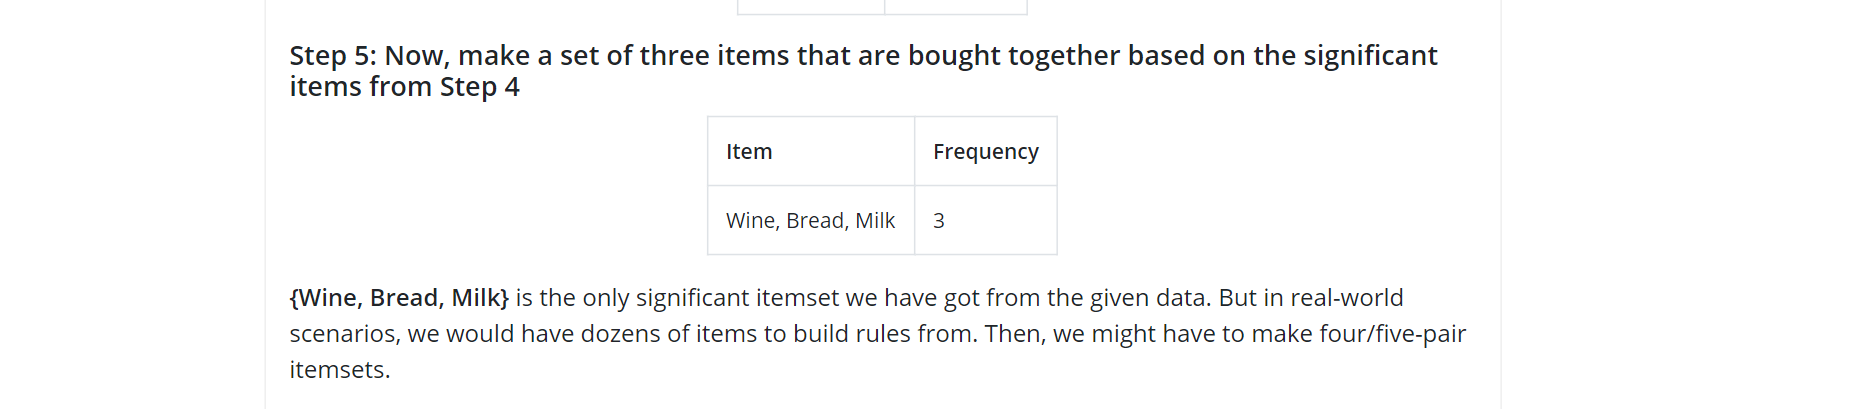 Step 5: Now, make a set of three items that are bought together based on the significant
items from Step 4
Item Frequency
Wine, Bread, Milk 3
{Wine, Bread, Milk} is the only significant itemset we have got from the given data. But in real-world
scenarios, we would have dozens of items to build rules from. Then, we might have to make four/five-pair
itemsets.